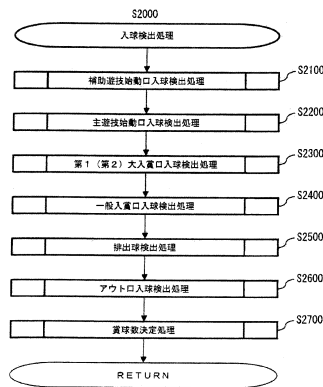 S2000
入球検出処理
補助遊技始動口入球検出処理
S2100
主遊技始動口入球検出処理
S2200
第1(第2)大入賞口入球検出処理
S2300
一般入賞口入球検出処理
S2400
排出球検出処理
S2500
アウト口入球検出処理
S2600
賞球数決定処理
S2700
RETURN